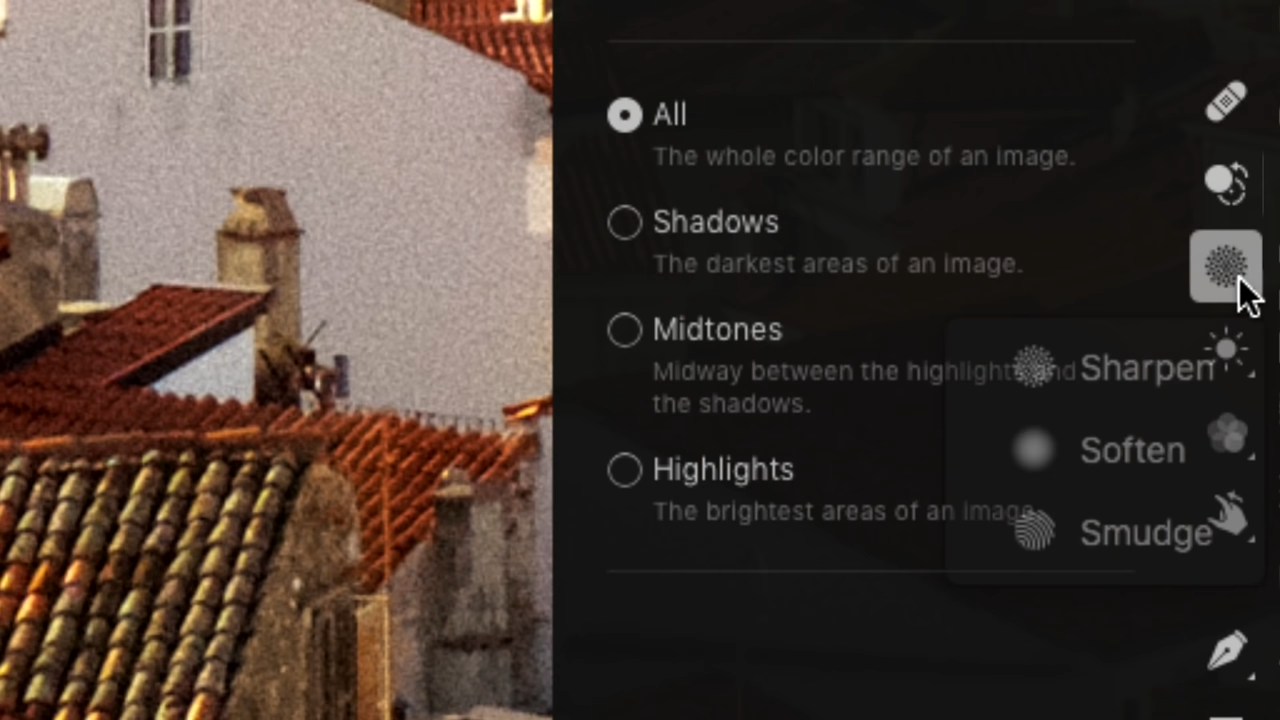 All
The whole color range of an image.
Shadows
The darkest areas of an image.
Midtones
Midway between the highlights and
the shadows.
Highlights
The brightest areas of an image.
Sharpen
Soften
Smudge